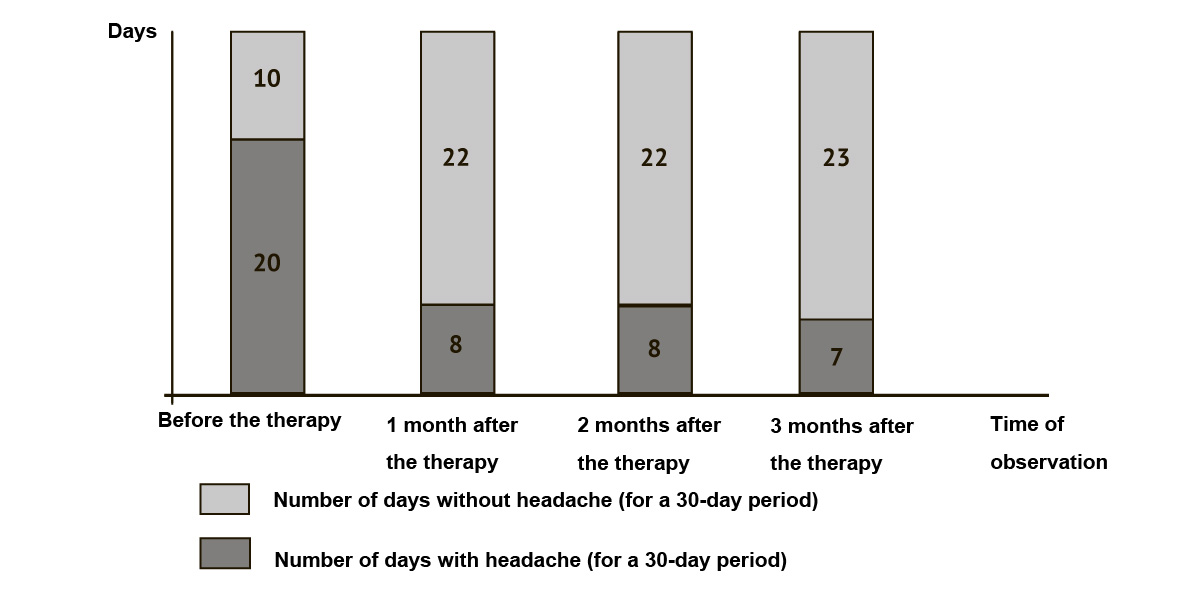 Days
10
22
22
23
20
8
8
7
Before the therapy
1 month after
the therapy
2 months after
the therapy
3 months after
the therapy
Time of
observation
Number of days without headache (for a 30-day period)
Number of days with headache (for a 30-day period)